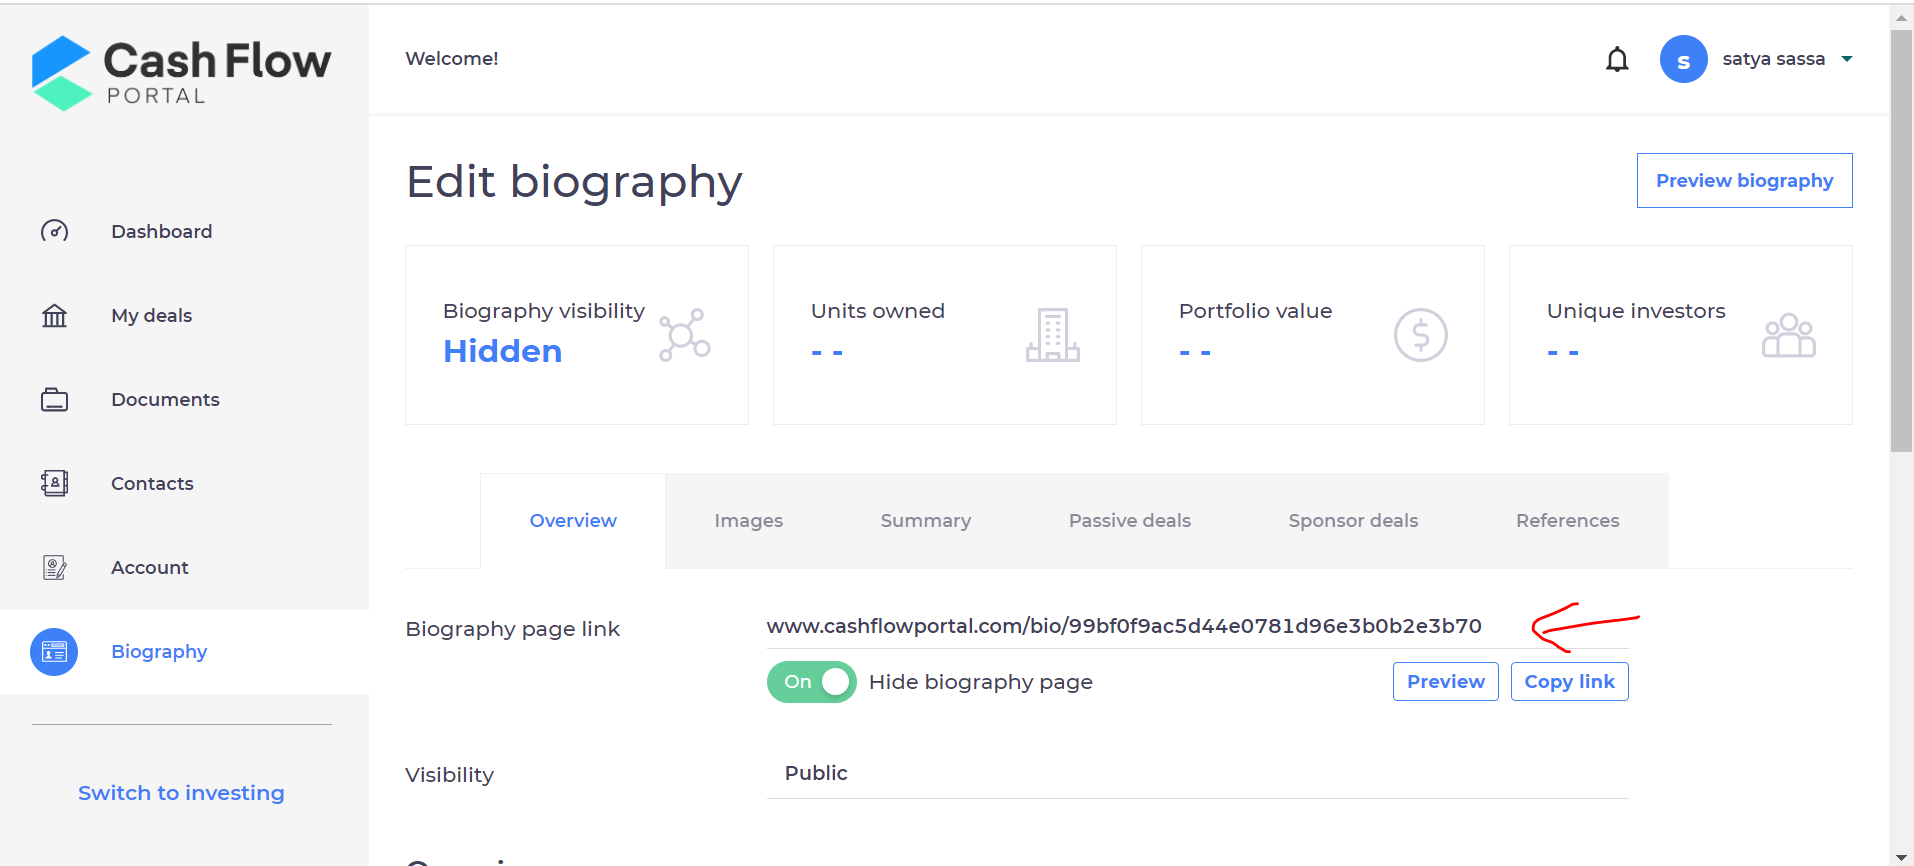 Cash Flow
PORTAL
Welcome!
s
satya sassa
Dashboard
My deals
Documents
Contacts
Account
Biography
Switch to investing
Edit biography
Preview biography
Biography visibility
Hidden
Units owned
- -
Portfolio value
- -
Unique investors
- -
Overview
Images
Summary
Passive deals
Sponsor deals
References
Biography page link
www.cashflowportal.com/bio/99bf0f9ac5d44e0781d96e3b0b2e3b70
On
Hide biography page
Preview
Copy link
Visibility
Public